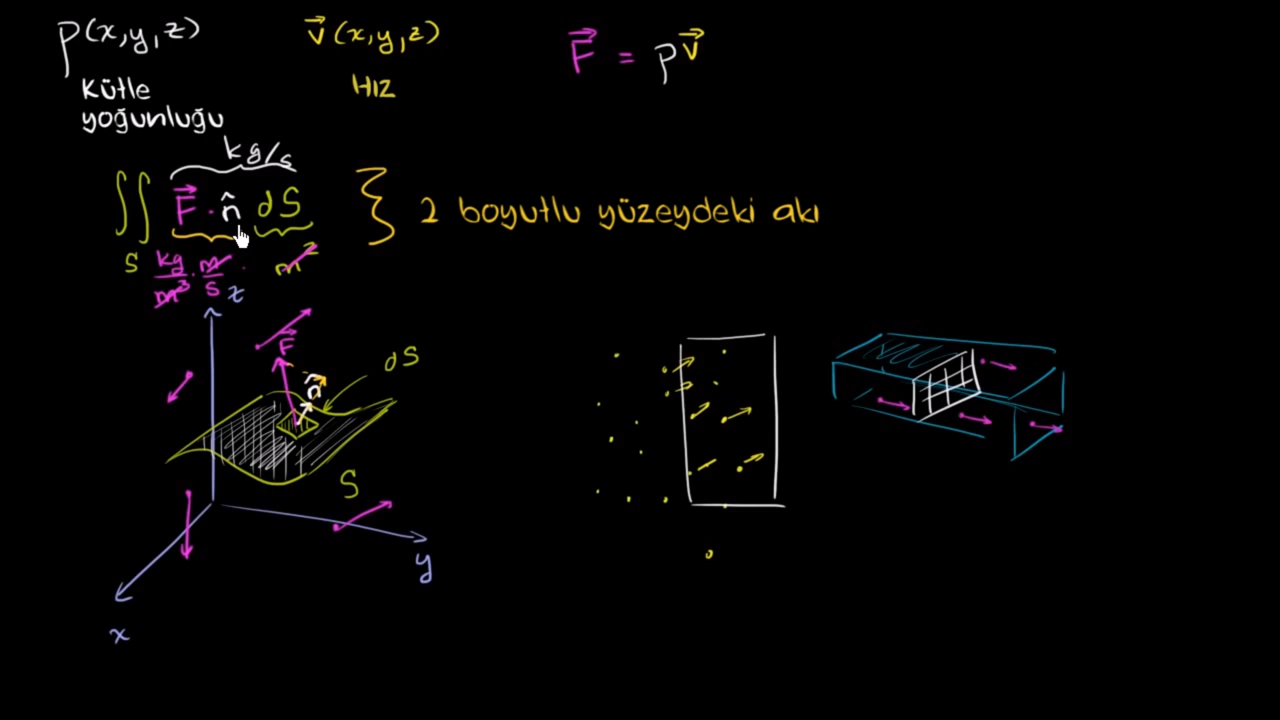 ρ(x,y,z)
Kütle
yoğunluğu
v⃗(x,y,z)
Hız
F⃗ = ρv⃗
kg/s
∬ F⃗ · n̂ dS } 2 boyutlu yüzeydeki akı
S
kg/m³ · m/s · m²
z
F⃗
n̂
dS
S
y
x